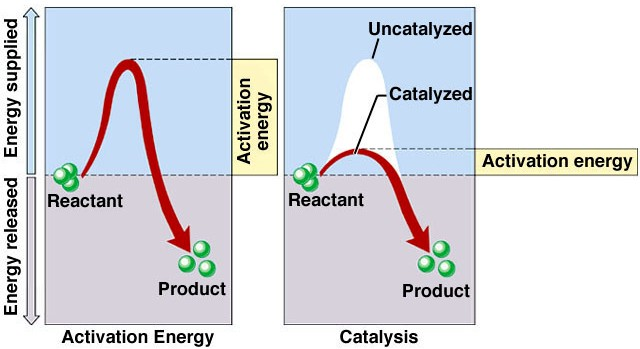 Energy supplied
Energy released
Activation
energy
Reactant
Product
Activation Energy
Uncatalyzed
Catalyzed
Activation energy
Reactant
Product
Catalysis